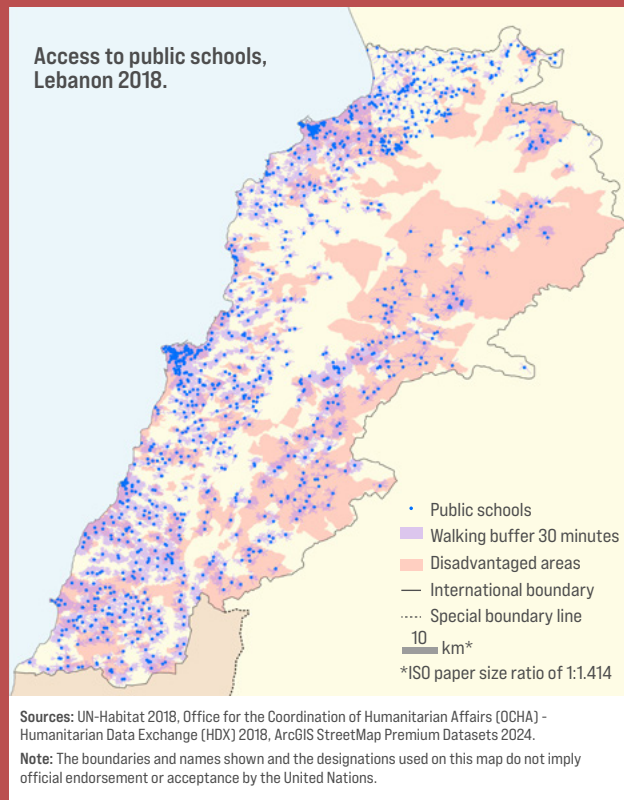 Access to public schools,
Lebanon 2018.
Public schools
Walking buffer 30 minutes
Disadvantaged areas
International boundary
Special boundary line
10
km*
*ISO paper size ratio of 1:1.414
Sources: UN-Habitat 2018, Office for the Coordination of Humanitarian Affairs (OCHA) -
Humanitarian Data Exchange (HDX) 2018, ArcGIS StreetMap Premium Datasets 2024.
Note: The boundaries and names shown and the designations used on this map do not imply
official endorsement or acceptance by the United Nations.